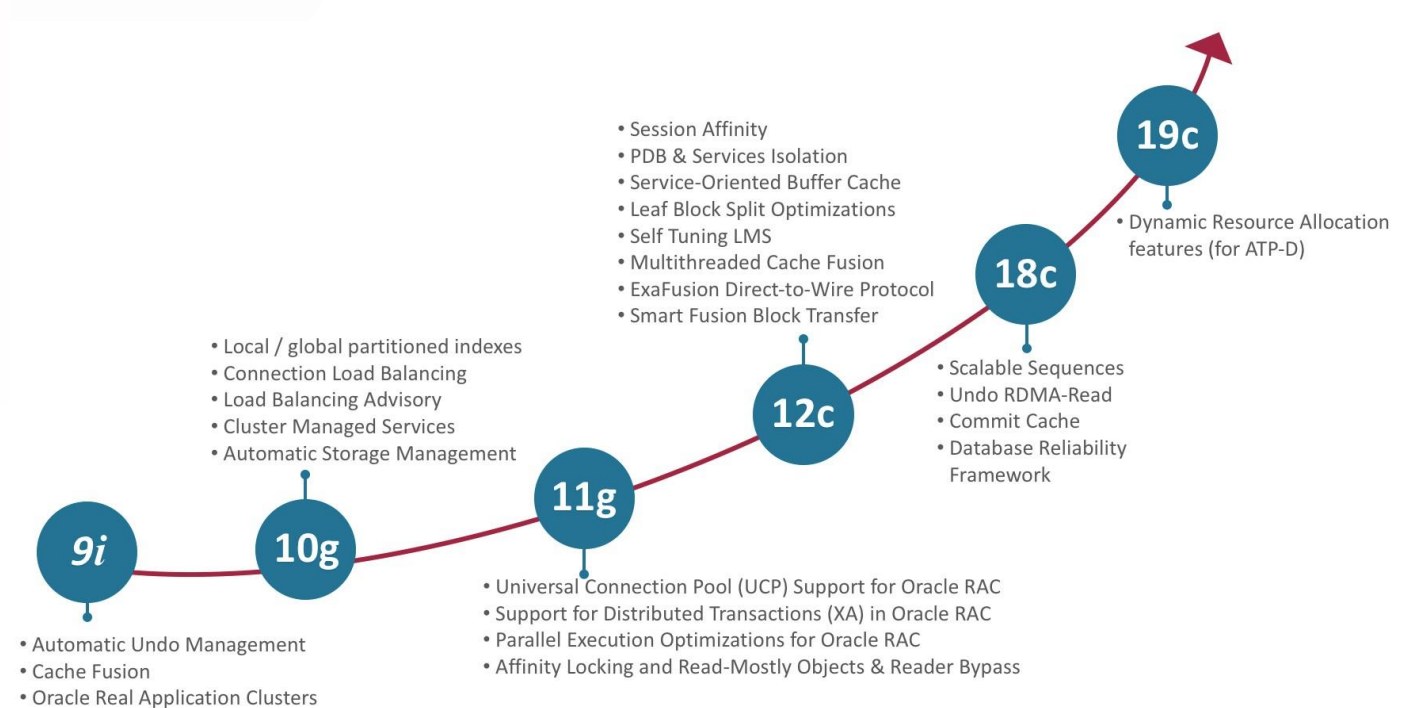 9i
• Automatic Undo Management
• Cache Fusion
• Oracle Real Application Clusters
10g
• Local / global partitioned indexes
• Connection Load Balancing
• Load Balancing Advisory
• Cluster Managed Services
• Automatic Storage Management
11g
• Universal Connection Pool (UCP) Support for Oracle RAC
• Support for Distributed Transactions (XA) in Oracle RAC
• Parallel Execution Optimizations for Oracle RAC
• Affinity Locking and Read-Mostly Objects & Reader Bypass
12c
• Session Affinity
• PDB & Services Isolation
• Service-Oriented Buffer Cache
• Leaf Block Split Optimizations
• Self Tuning LMS
• Multithreaded Cache Fusion
• ExaFusion Direct-to-Wire Protocol
• Smart Fusion Block Transfer
18c
• Scalable Sequences
• Undo RDMA-Read
• Commit Cache
• Database Reliability
Framework
19c
• Dynamic Resource Allocation
features (for ATP-D)